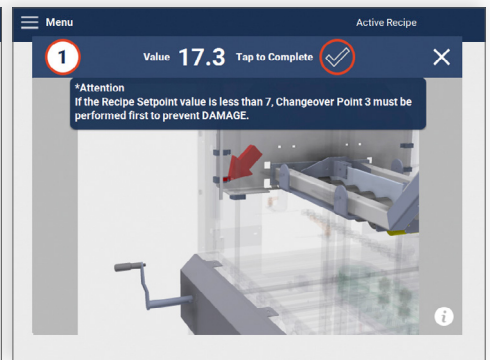 Menu
Active Recipe
1
Value 17.3 Tap to Complete
*Attention
If the Recipe Setpoint value is less than 7, Changeover Point 3 must be
performed first to prevent DAMAGE.
i